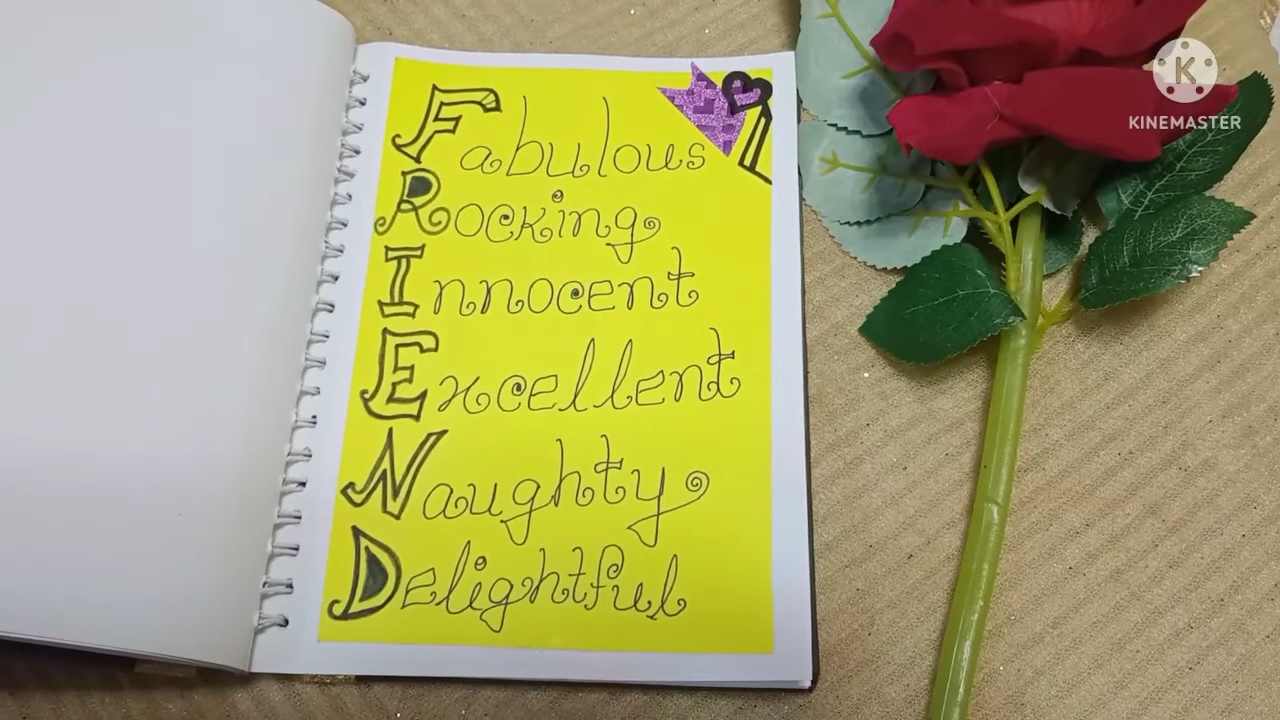 Fabulous
Rocking
Innocent
Excellent
Naughty
Delightful
K
KINEMASTER